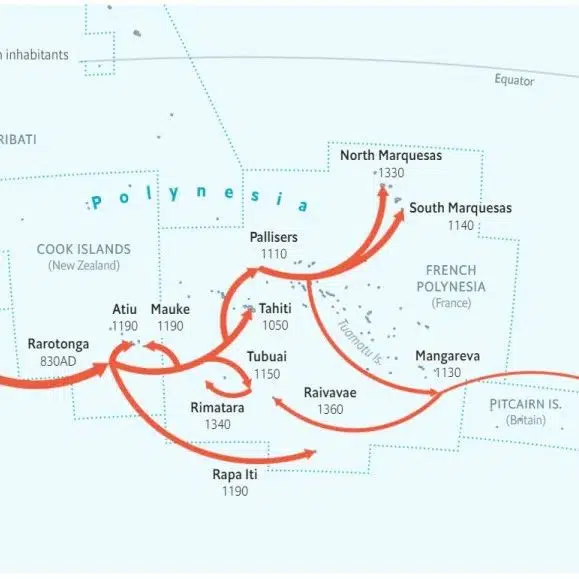 inhabitants
Equator
RIBATI
North Marquesas
1330
Polynesia
South Marquesas
1140
Pallisers
1110
COOK ISLANDS
(New Zealand)
FRENCH
POLYNESIA
(France)
Atiu
1190
Mauke
1190
Tahiti
1050
Tuamotu Is.
Rarotonga
830AD
Tubuai
1150
Mangareva
1130
Rimatara
1340
Raivavae
1360
PITCAIRN IS.
(Britain)
Rapa Iti
1190